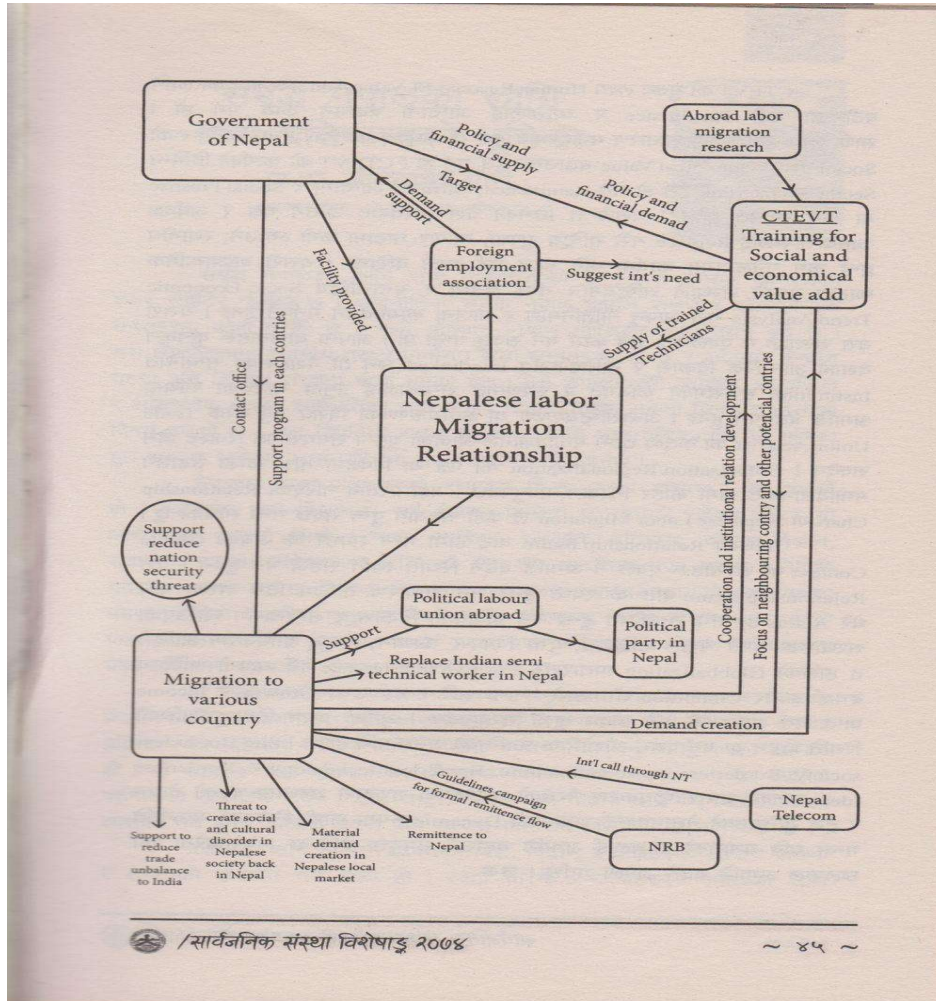 Government
of Nepal
Abroad labor
migration
research
Policy and
financial supply
Target
Demand
support
Policy and
financial demad
CTEVT
Training for
Social and
economical
value add
Foreign
employment
association
Suggest int's need
Facility provided
Supply of trained
Technicians
Contact office
Support program in each contries
Nepalese labor
Migration
Relationship
Cooperation and institutional relation development
Focus on neighbouring contry and other potencial contries
Support
reduce
nation
security
threat
Support
Political labour
union abroad
Political
party in
Nepal
Replace Indian semi
technical worker in Nepal
Migration to
various
country
Demand creation
Int'l call through NT
Guidelines campaign
for formal remittence flow
Nepal
Telecom
NRB
Support to
reduce
trade
unbalance
to India
Threat to
create social
and cultural
disorder in
Nepalese
society back
in Nepal
Material
demand
creation in
Nepalese local
market
Remittence to
Nepal
/सार्वजनिक संस्था विशेषाङ्क २०७४
~ ४५ ~